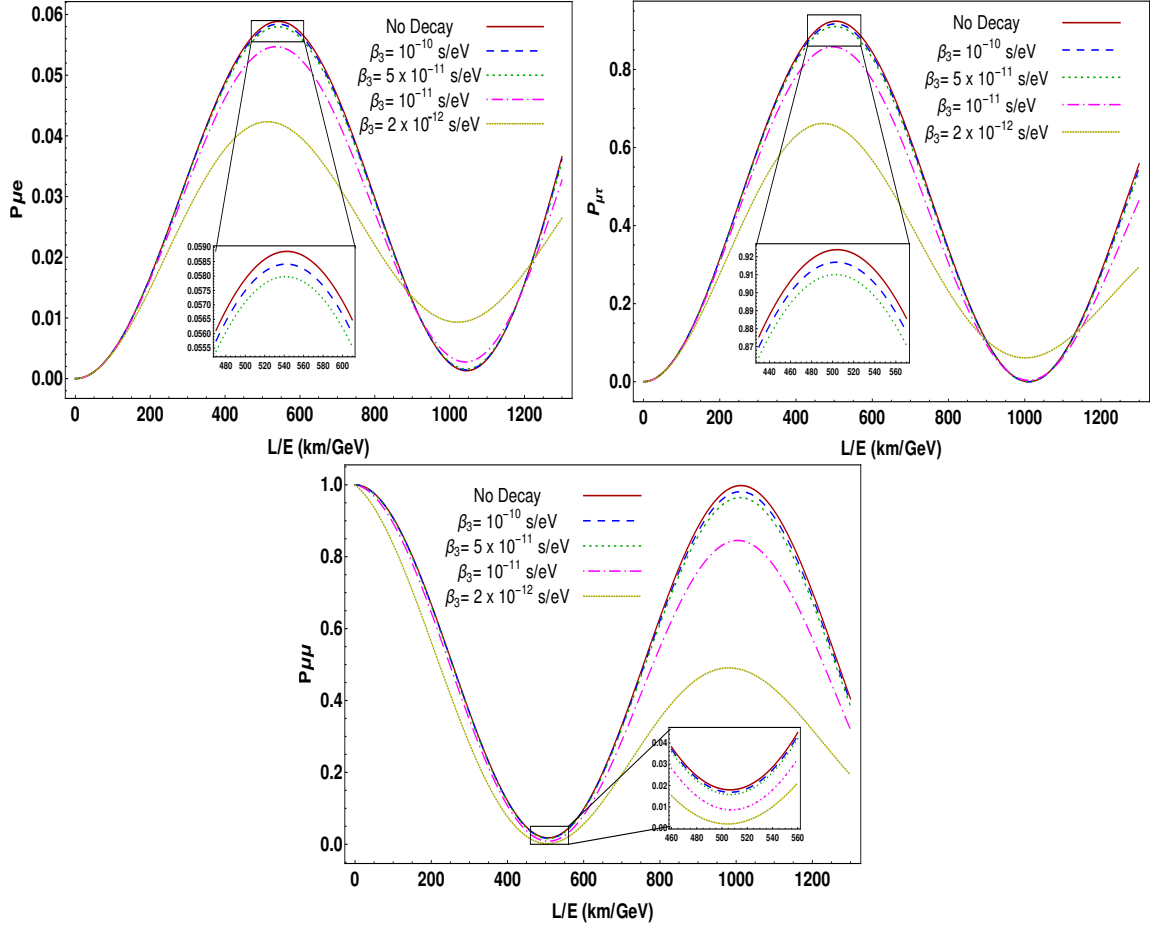 No Decay
β₃= 10⁻¹⁰ s/eV
β₃= 5 x 10⁻¹¹ s/eV
β₃= 10⁻¹¹ s/eV
β₃= 2 x 10⁻¹² s/eV
0.06
0.05
0.04
0.03
0.02
0.01
0.00
Pμe
0.0590
0.0585
0.0580
0.0575
0.0570
0.0565
0.0560
0.0555
480 500 520 540 560 580 600
0 200 400 600 800 1000 1200
L/E (km/GeV)
No Decay
β₃= 10⁻¹⁰ s/eV
β₃= 5 x 10⁻¹¹ s/eV
β₃= 10⁻¹¹ s/eV
β₃= 2 x 10⁻¹² s/eV
0.8
0.6
0.4
0.2
0.0
Pμτ
0.92
0.91
0.90
0.89
0.88
0.87
440 460 480 500 520 540 560
0 200 400 600 800 1000 1200
L/E (km/GeV)
No Decay
β₃= 10⁻¹⁰ s/eV
β₃= 5 x 10⁻¹¹ s/eV
β₃= 10⁻¹¹ s/eV
β₃= 2 x 10⁻¹² s/eV
1.0
0.8
0.6
0.4
0.2
0.0
Pμμ
0.04
0.03
0.02
0.01
0.00
460 480 500 520 540 560
0 200 400 600 800 1000 1200
L/E (km/GeV)